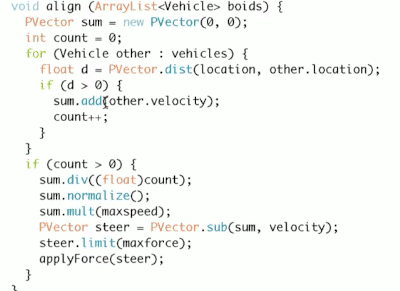 void align (ArrayList<Vehicle> boids) {
PVector sum = new PVector(0, 0);
int count = 0;
for (Vehicle other : vehicles) {
float d = PVector.dist(location, other.location);
if (d > 0) {
sum.add(other.velocity);
count++;
}
}
if (count > 0) {
sum.div((float)count);
sum.normalize();
sum.mult(maxspeed);
PVector steer = PVector.sub(sum, velocity);
steer.limit(maxforce);
applyForce(steer);
}
}